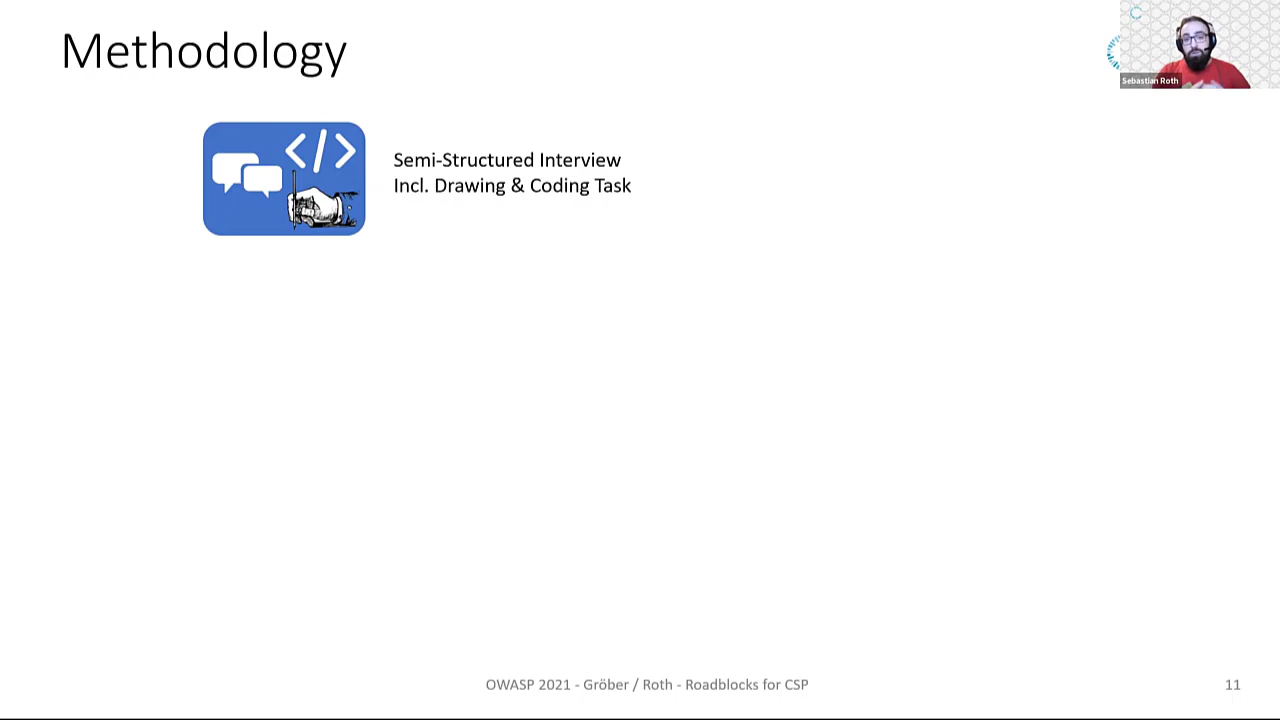 Methodology
Sebastian Roth
</>
Semi-Structured Interview
Incl. Drawing & Coding Task
OWASP 2021 - Gröber / Roth - Roadblocks for CSP
11